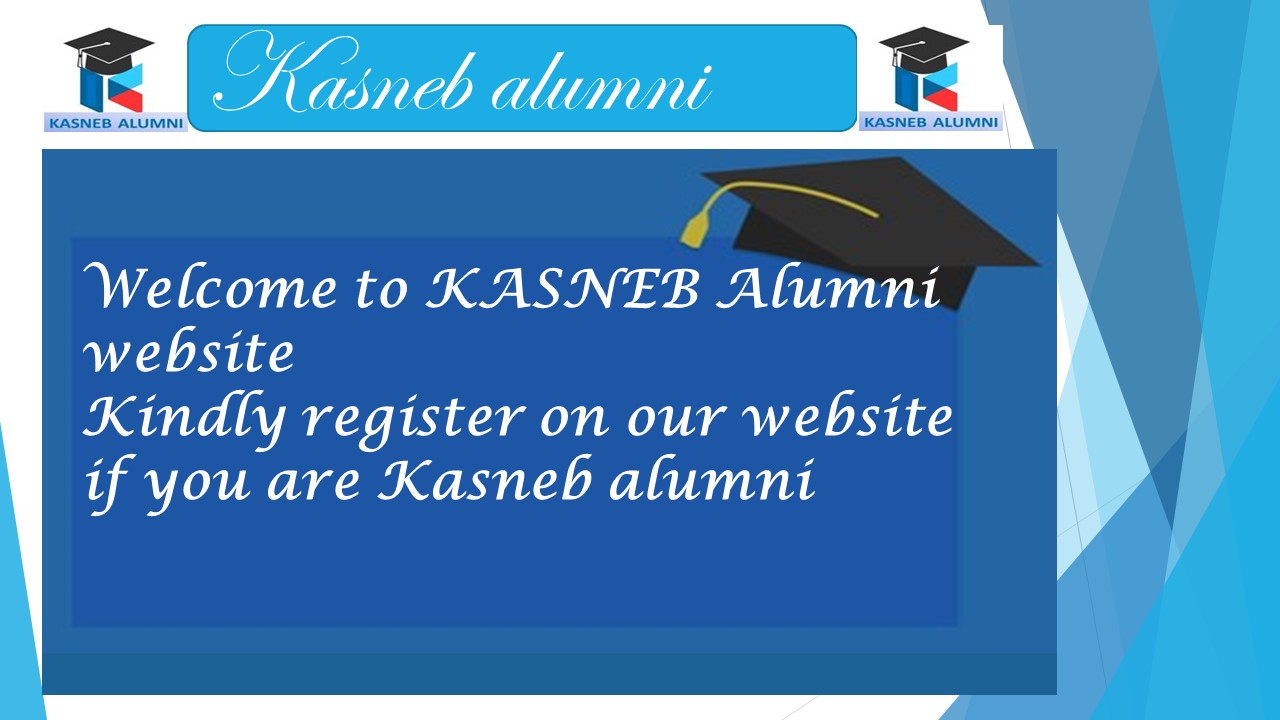 Kasneb alumni
KASNEB ALUMNI
KASNEB ALUMNI
Welcome to KASNEB Alumni
website
Kindly register on our website
if you are Kasneb alumni